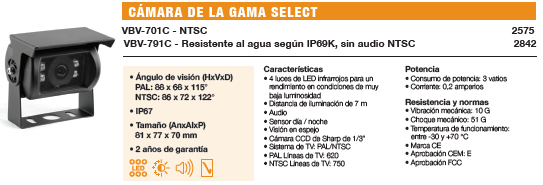 CÁMARA DE LA GAMA SELECT
VBV-701C - NTSC 2575
VBV-791C - Resistente al agua según IP69K, sin audio NTSC 2842
• Ángulo de visión (HxVxD)
PAL: 88 x 68 x 115°
NTSC: 86 x 72 x 122°
• IP67
• Tamaño (AnxAlxP)
81 x 77 x 70 mm
• 2 años de garantía
LED
Características
• 4 luces de LED infrarrojos para un
rendimiento en condiciones de muy
baja luminosidad
• Distancia de iluminación de 7 m
• Audio
• Sensor día / noche
• Visión en espejo
• Cámara CCD de Sharp de 1/3"
• Sistema de TV: PAL/NTSC
• PAL Líneas de TV: 620
• NTSC Líneas de TV: 750
Potencia
• Consumo de potencia: 3 vatios
• Corriente: 0,2 amperios
Resistencia y normas
• Vibración mecánica: 10 G
• Choque mecánico: 51 G
• Temperatura de funcionamiento:
entre -30 y +70 °C
• Marca CE
• Aprobación CEM: E
• Aprobación FCC